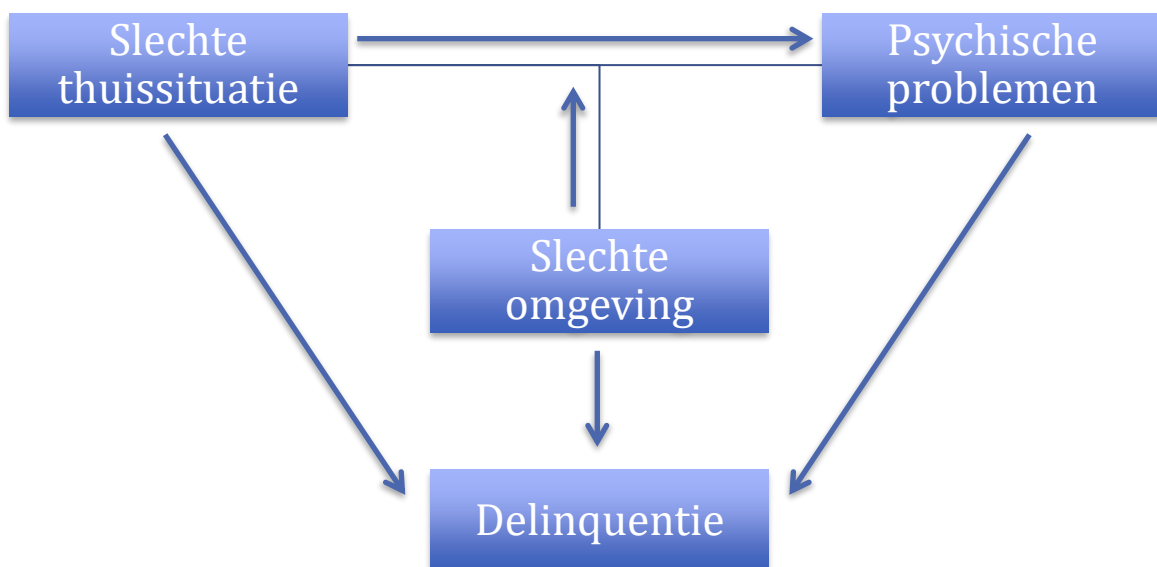 Slechte
thuissituatie
Psychische
problemen
Slechte
omgeving
Delinquentie